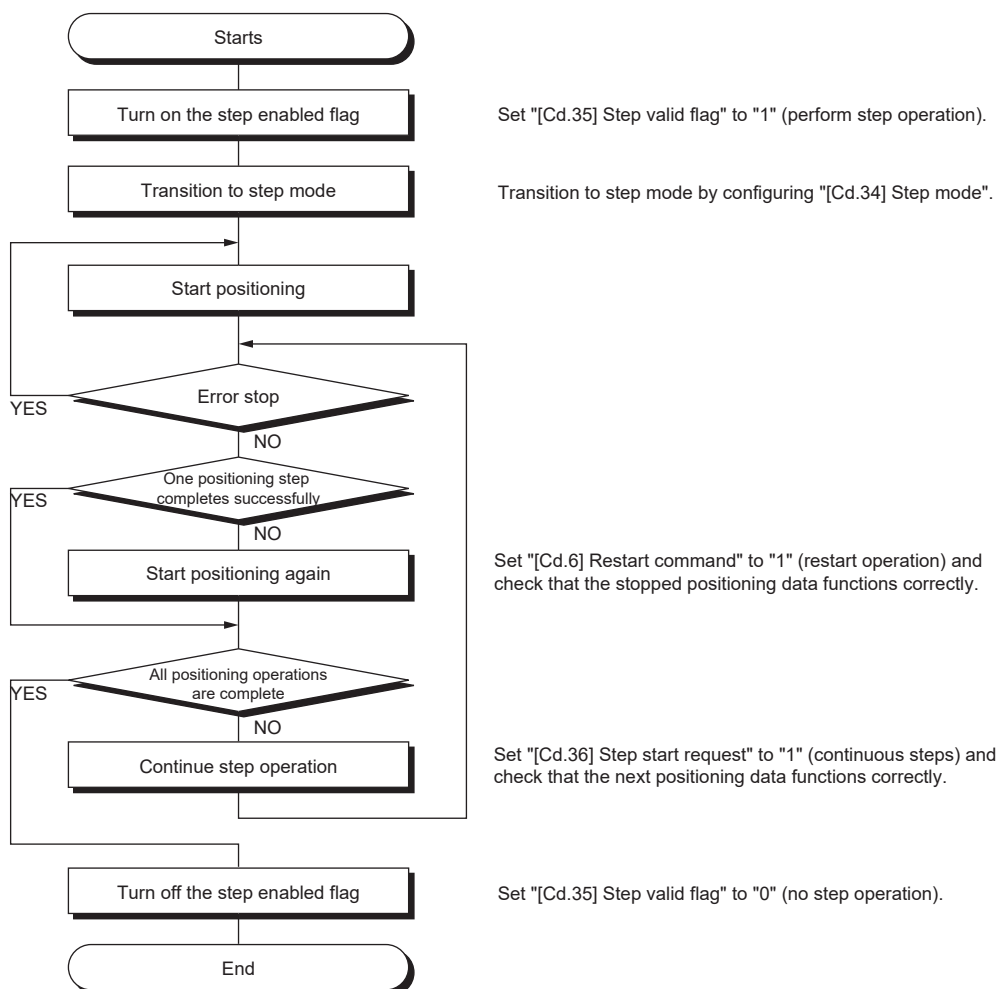 Starts
Turn on the step enabled flag
Set "[Cd.35] Step valid flag" to "1" (perform step operation).
Transition to step mode
Transition to step mode by configuring "[Cd.34] Step mode".
Start positioning
Error stop
YES
NO
One positioning step
completes successfully
YES
NO
Start positioning again
Set "[Cd.6] Restart command" to "1" (restart operation) and
check that the stopped positioning data functions correctly.
All positioning operations
are complete
YES
NO
Continue step operation
Set "[Cd.36] Step start request" to "1" (continuous steps) and
check that the next positioning data functions correctly.
Turn off the step enabled flag
Set "[Cd.35] Step valid flag" to "0" (no step operation).
End